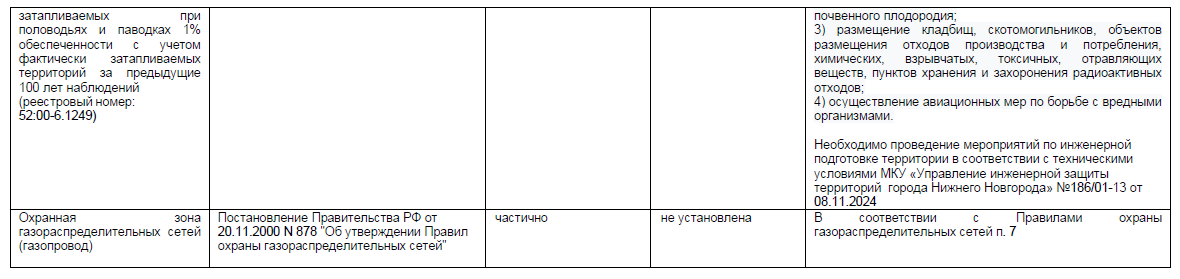 затапливаемых при
половодьях и паводках 1%
обеспеченности с учетом
фактически затапливаемых
территорий за предыдущие
100 лет наблюдений
(реестровый номер:
52:00-6.1249)
почвенного плодородия;
3) размещение кладбищ, скотомогильников, объектов
размещения отходов производства и потребления,
химических, взрывчатых, токсичных, отравляющих
веществ, пунктов хранения и захоронения радиоактивных
отходов;
4) осуществление авиационных мер по борьбе с вредными
организмами.
Необходимо проведение мероприятий по инженерной
подготовке территории в соответствии с техническими
условиями МКУ «Управление инженерной защиты
территорий города Нижнего Новгорода» №186/01-13 от
08.11.2024
Охранная зона
газораспределительных сетей
(газопровод)
Постановление Правительства РФ от
20.11.2000 N 878 "Об утверждении Правил
охраны газораспределительных сетей"
частично
не установлена
В соответствии с Правилами охраны
газораспределительных сетей п. 7